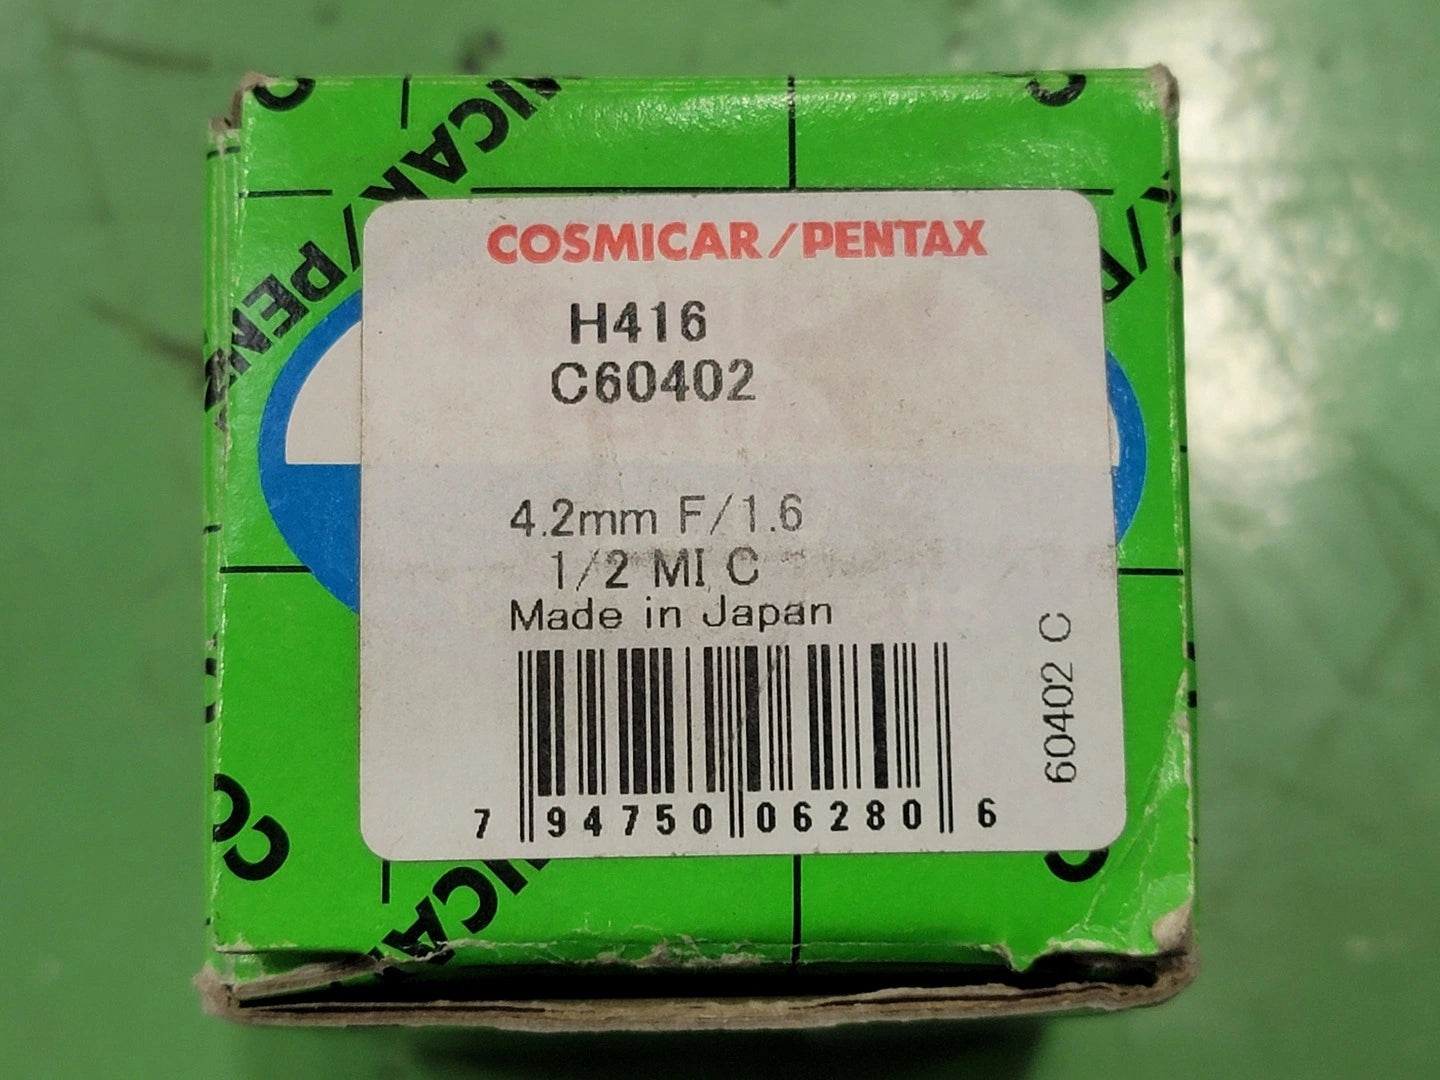 COSMICAR/PENTAX
H416
C60402
4.2mm F/1.6
1/2 MI C
Made in Japan
60402 C
7 94750 06280 6